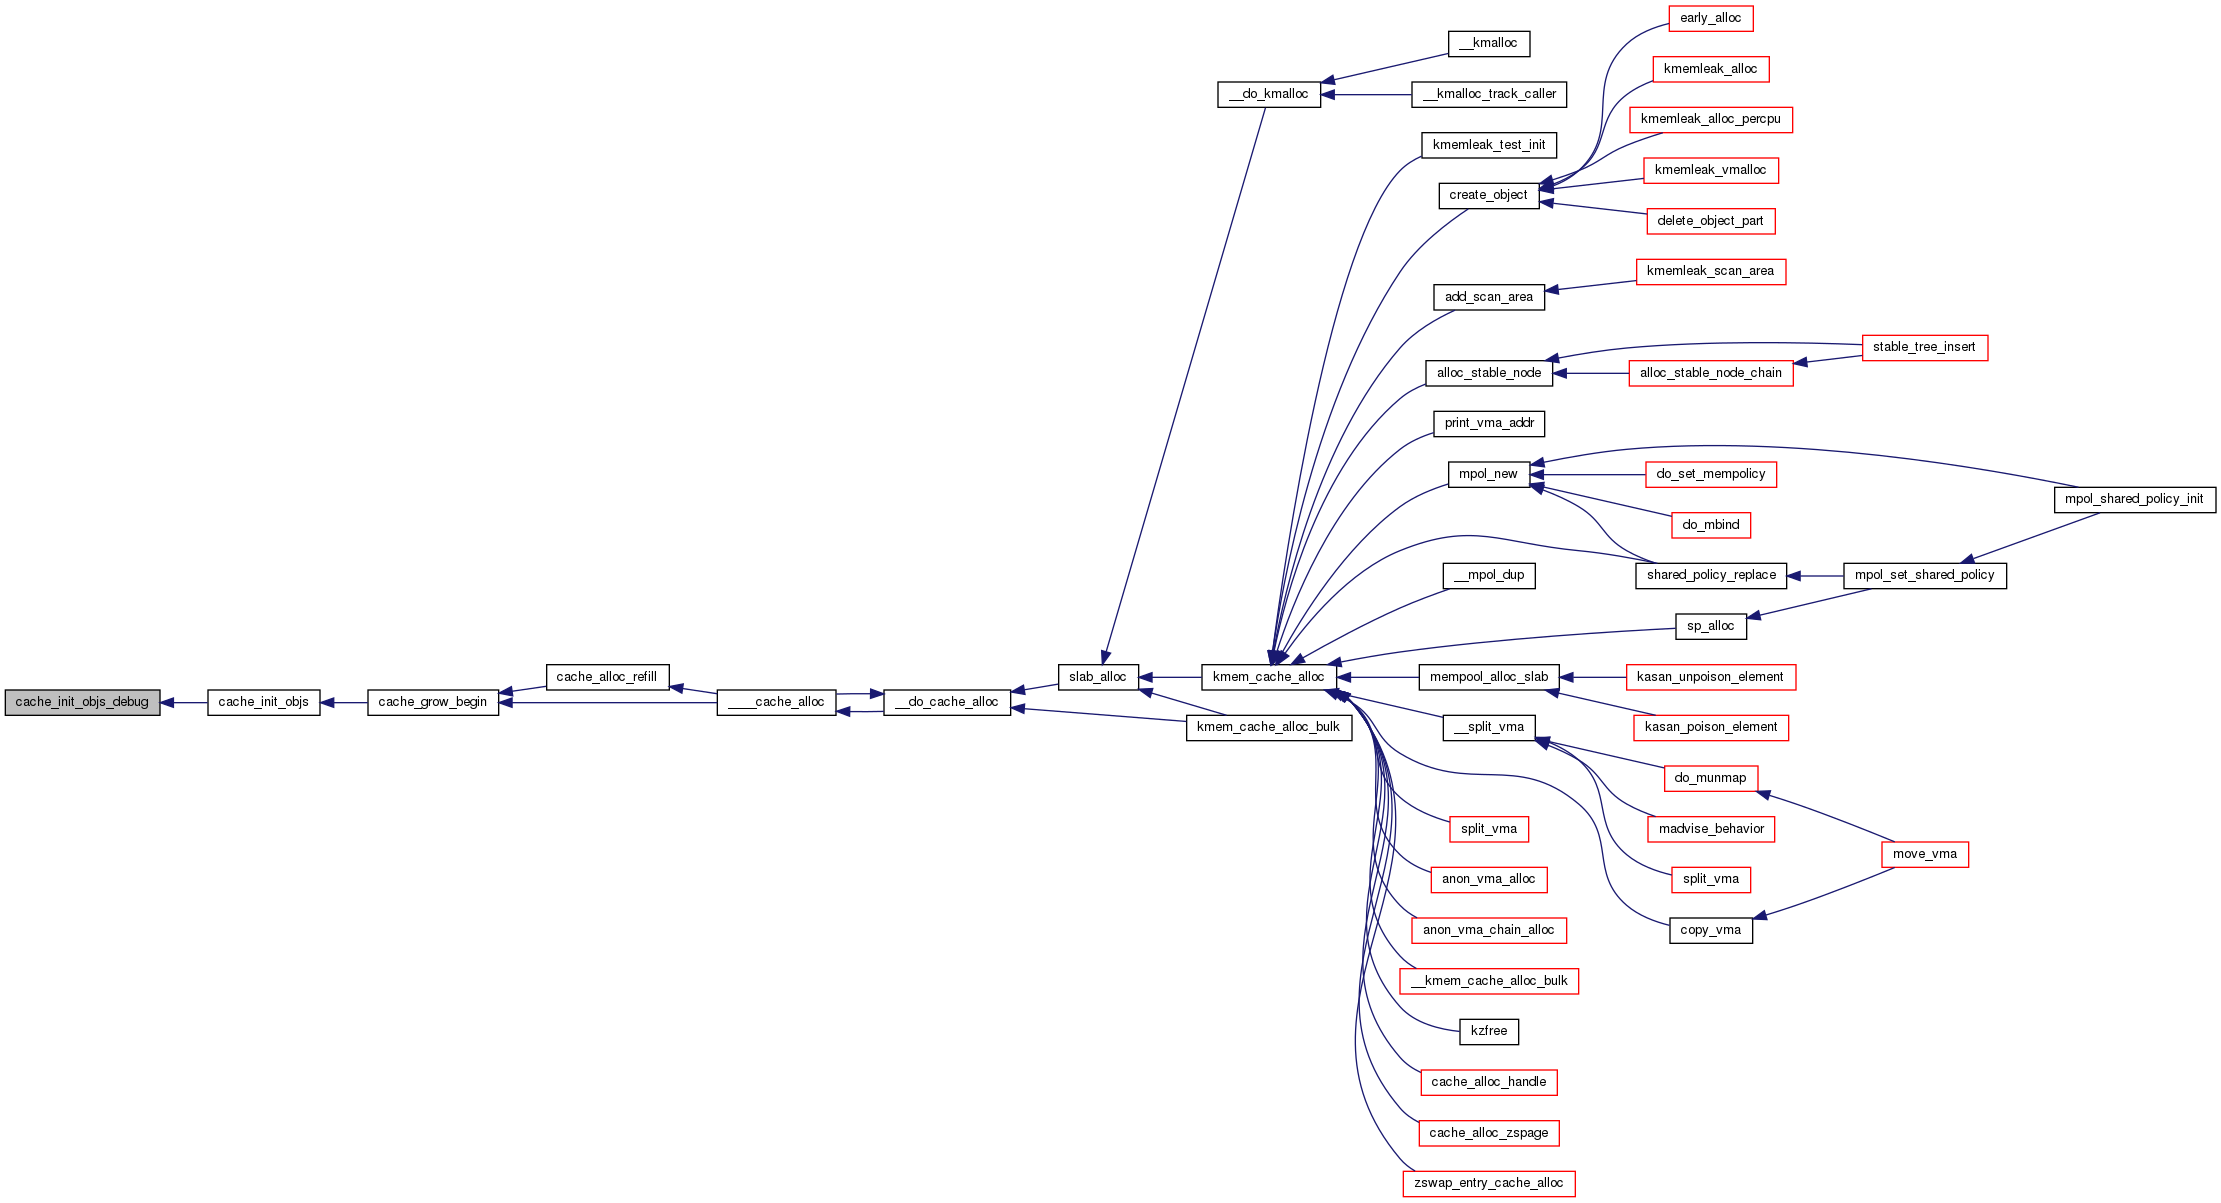 cache_init_objs_debug
cache_init_objs
cache_grow_begin
cache_alloc_refill
____cache_alloc
__do_cache_alloc
slab_alloc
kmem_cache_alloc_bulk
__do_kmalloc
__kmalloc
__kmalloc_track_caller
kmem_cache_alloc
kmemleak_test_init
create_object
early_alloc
kmemleak_alloc
kmemleak_alloc_percpu
kmemleak_vmalloc
delete_object_part
add_scan_area
kmemleak_scan_area
alloc_stable_node
alloc_stable_node_chain
stable_tree_insert
print_vma_addr
mpol_new
do_set_mempolicy
do_mbind
shared_policy_replace
mpol_set_shared_policy
mpol_shared_policy_init
__mpol_dup
sp_alloc
mempool_alloc_slab
kasan_unpoison_element
kasan_poison_element
__split_vma
do_munmap
madvise_behavior
split_vma
move_vma
copy_vma
split_vma
anon_vma_alloc
anon_vma_chain_alloc
__kmem_cache_alloc_bulk
kzfree
cache_alloc_handle
cache_alloc_zspage
zswap_entry_cache_alloc